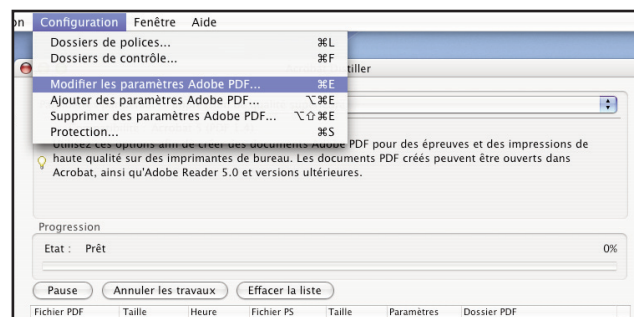 on Configuration Fenêtre Aide
Dossiers de polices... ⌘L
Dossiers de contrôle... ⌘F
tiller
Modifier les paramètres Adobe PDF... ⌘E
Ajouter des paramètres Adobe PDF... ⌥⌘E
Supprimer des paramètres Adobe PDF... ⌥⇧⌘E
Protection... ⌘S
Utilisez ces options afin de créer des documents Adobe PDF pour des épreuves et des impressions de
haute qualité sur des imprimantes de bureau. Les documents PDF créés peuvent être ouverts dans
Acrobat, ainsi qu'Adobe Reader 5.0 et versions ultérieures.
Progression
Etat : Prêt 0%
Pause Annuler les travaux Effacer la liste
Fichier PDF Taille Heure Fichier PS Taille Paramètres Dossier PDF